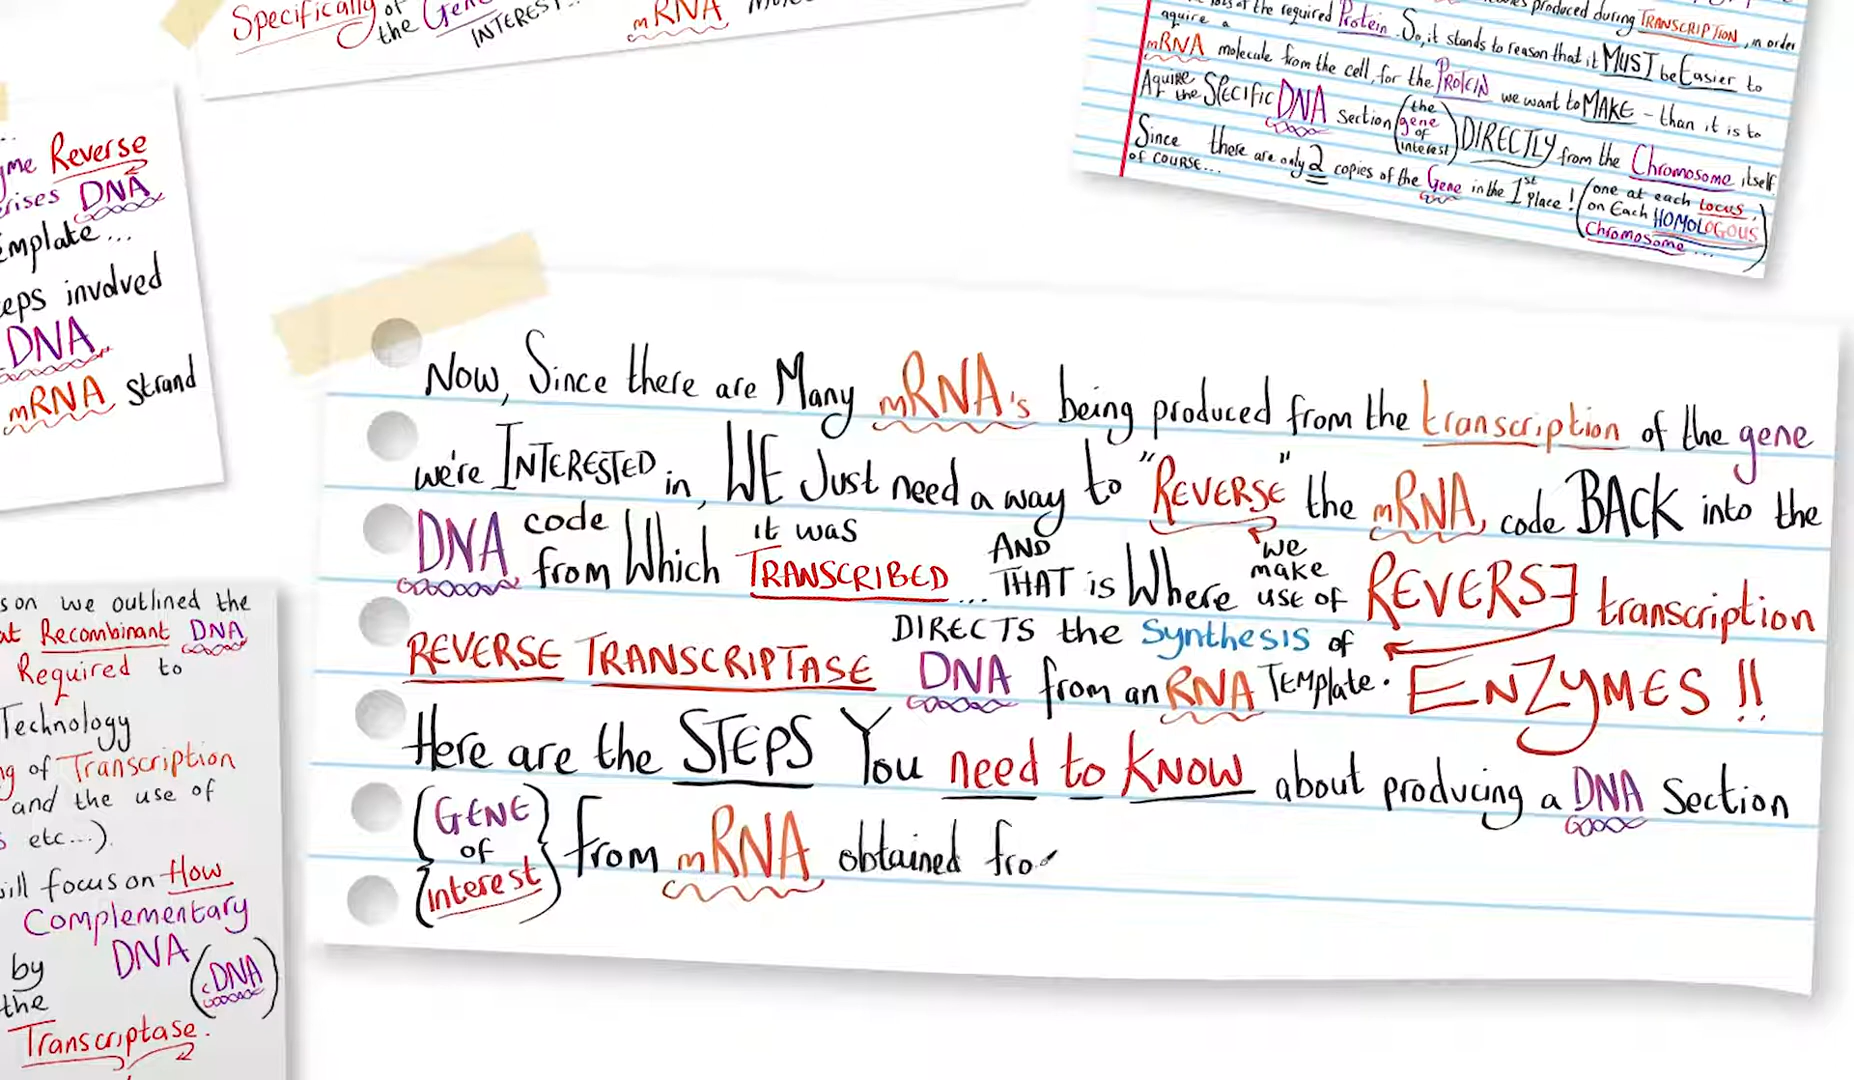 Specifically of
the Gene
INTEREST...
mRNA
produced during TRANSCRIPTION, in order
of the required Protein. So, it stands to reason that it MUST be Easier to
aquire a
mRNA molecule from the cell, for the PROTEIN we want to MAKE - than it is to
Aquire the SPECIFIC DNA section (the gene of interest) DIRECTLY from the Chromosome itself
Since there are only 2 copies of the Gene in the 1st Place! (one at each locus,
of course... on Each HOMOLOGOUS
Chromosome...)
Reverse
DNA
...
involved
DNA
mRNA strand
Now, Since there are Many mRNA's being produced from the transcription of the gene
we're INTERESTED in, WE Just need a way to "REVERSE" the mRNA code BACK into the
DNA code from Which it was TRANSCRIBED... AND THAT is Where we make use of REVERSE transcription
REVERSE TRANSCRIPTASE DIRECTS the Synthesis of DNA from an RNA TEMplate. ENZYMES!!
Here are the STEPS You need to KNOW about producing a DNA Section
{GENE of interest} From mRNA obtained fro
we outlined the
Recombinant DNA
Required to
Technology
of Transcription
and the use of
etc...).
focus on How
Complementary
DNA
by (cDNA)
the
Transcriptase.